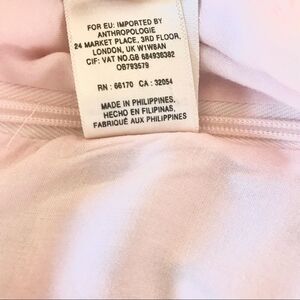 FOR EU: IMPORTED BY
ANTHROPOLOGIE
24 MARKET PLACE, 3RD FLOOR,
LONDON, UK W1W8AN
CIF: VAT NO.GB 684938382
OB793579
RN : 66170 CA : 32054
MADE IN PHILIPPINES.
HECHO EN FILIPINAS,
FABRIQUÉ AUX PHILIPPINES